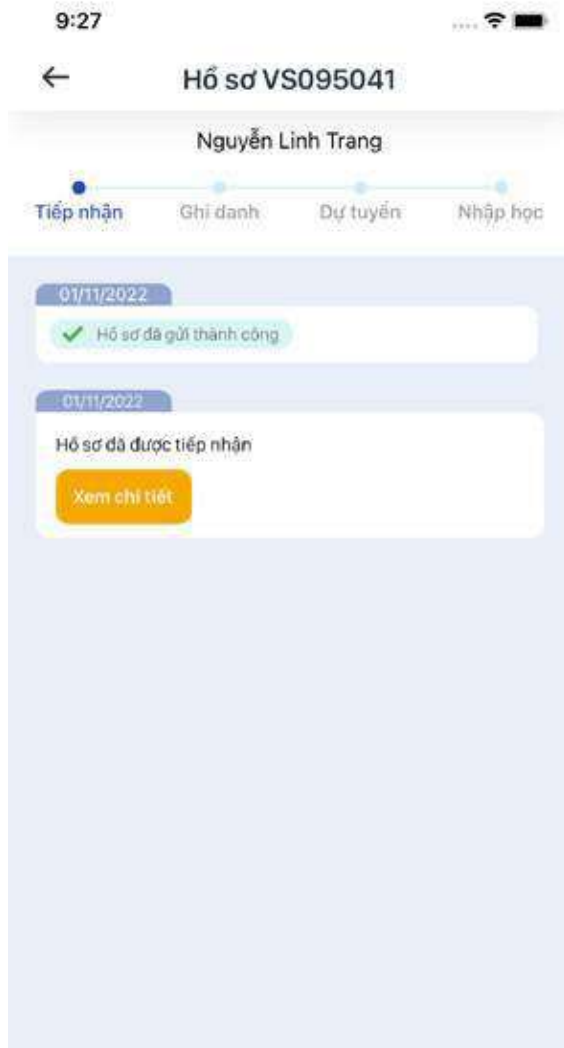 9:27
Hồ sơ VS095041
Nguyễn Linh Trang
Tiếp nhận Ghi danh Dự tuyển Nhập học
01/11/2022
Hồ sơ đã gửi thành công
01/11/2022
Hồ sơ đã được tiếp nhận
Xem chi tiết